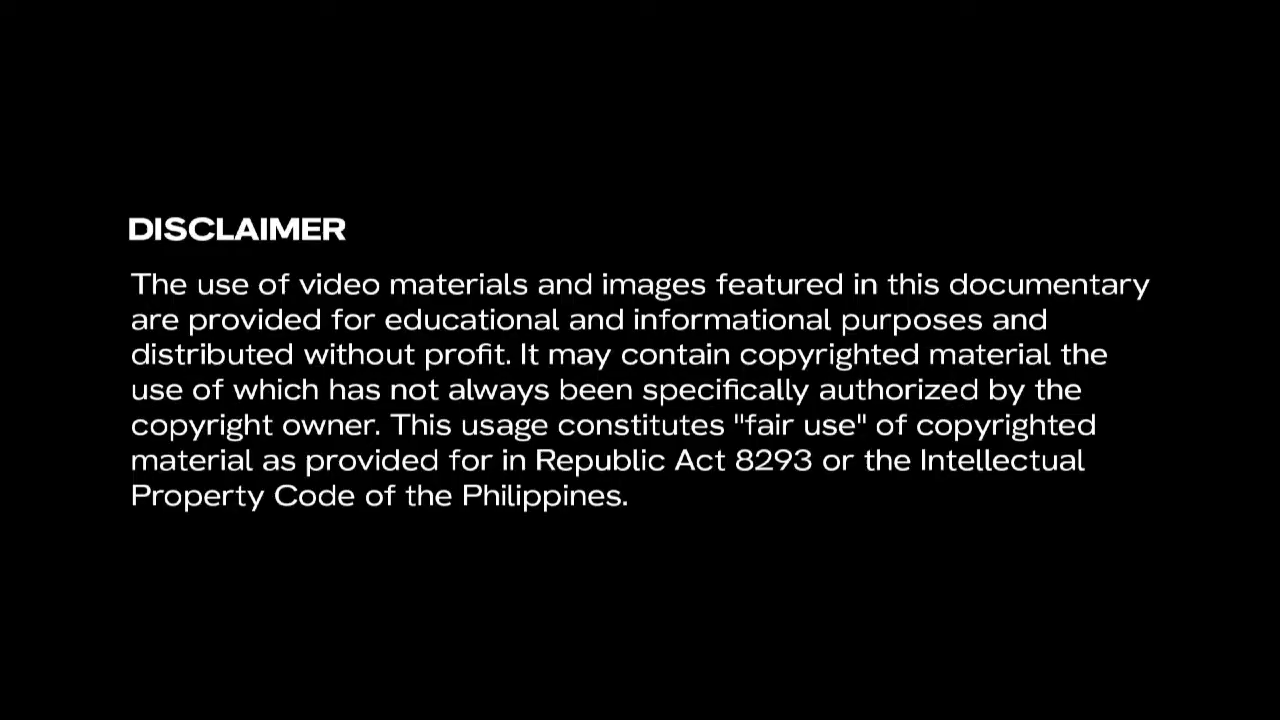 DISCLAIMER
The use of video materials and images featured in this documentary
are provided for educational and informational purposes and
distributed without profit. It may contain copyrighted material the
use of which has not always been specifically authorized by the
copyright owner. This usage constitutes "fair use" of copyrighted
material as provided for in Republic Act 8293 or the Intellectual
Property Code of the Philippines.